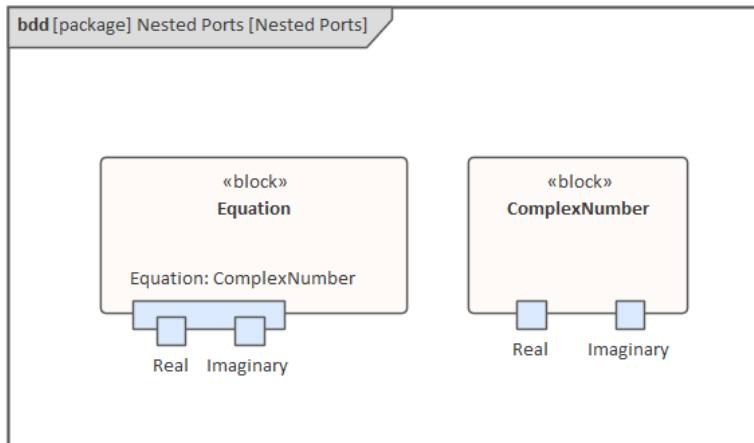 bdd [package] Nested Ports [Nested Ports]
«block»
Equation
Equation: ComplexNumber
Real Imaginary
«block»
ComplexNumber
Real Imaginary